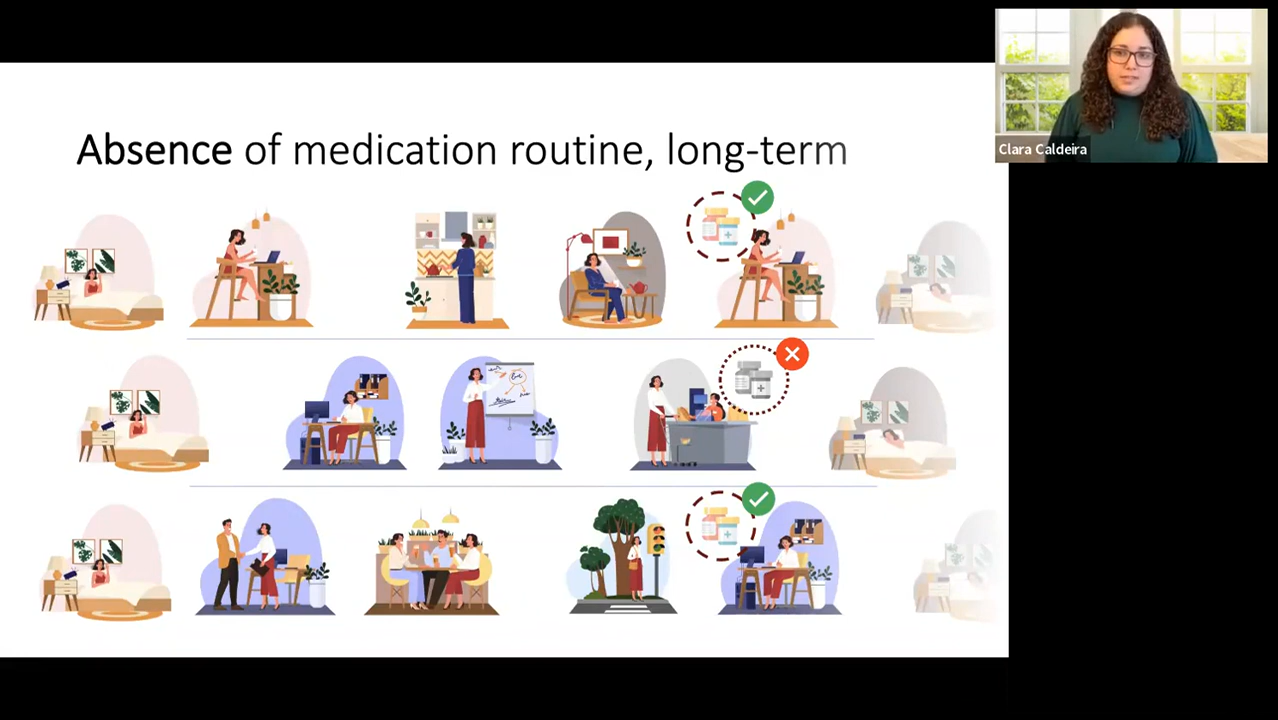 Absence of medication routine, long-term
Clara Caldeira